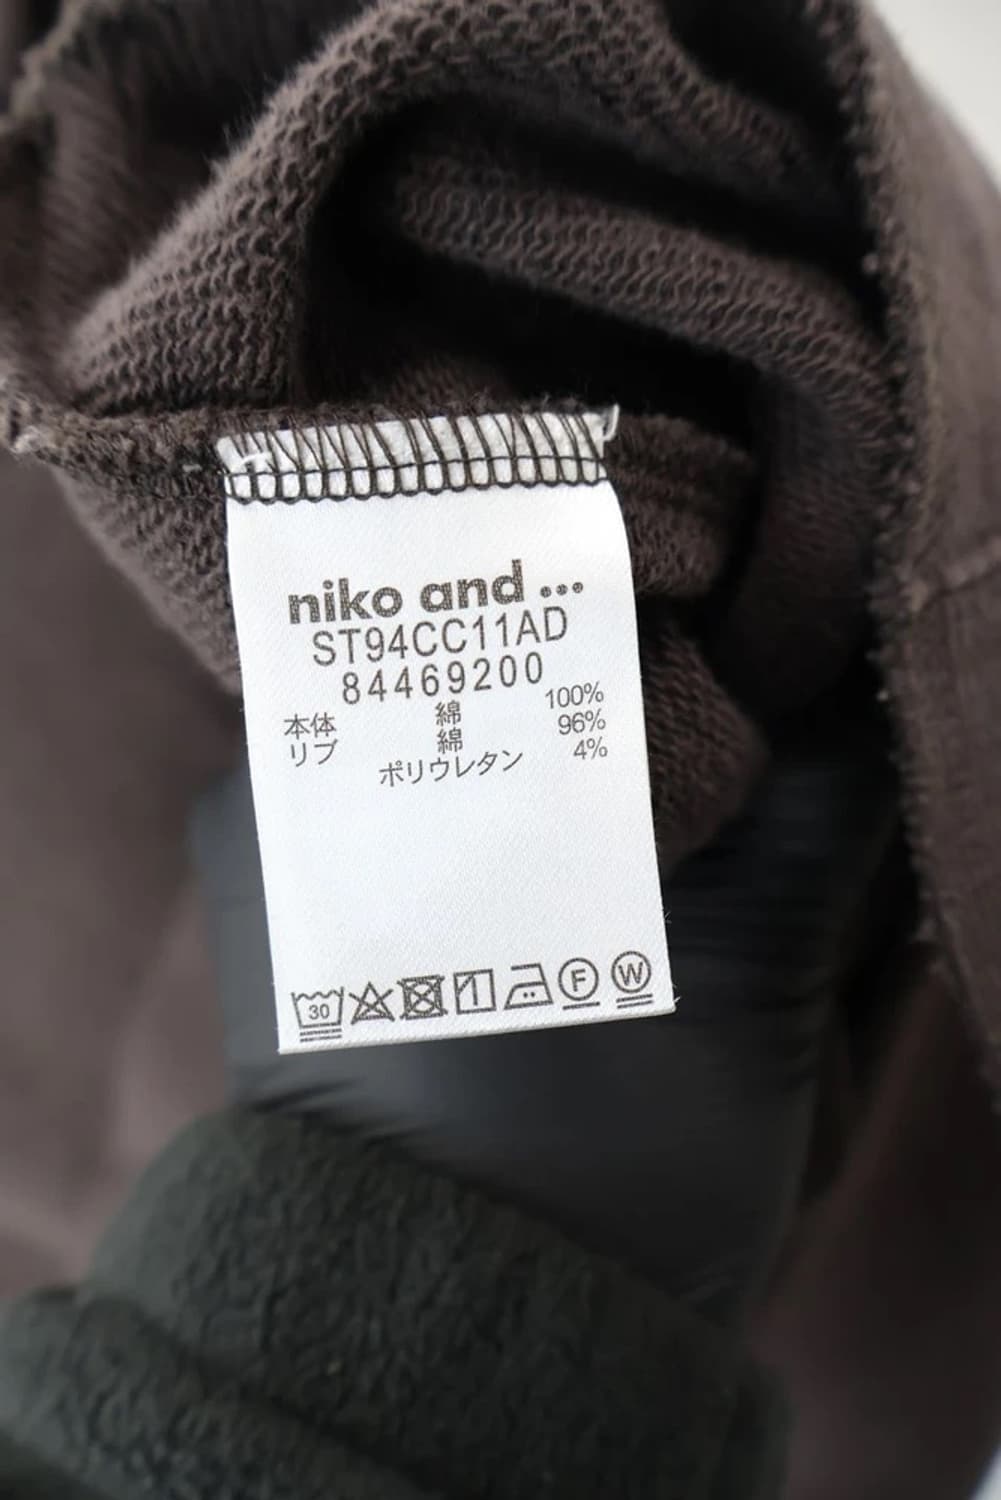 niko and ...
ST94CC11AD
84469200
本体 綿 100%
リブ 綿 96%
ポリウレタン 4%
30 F W